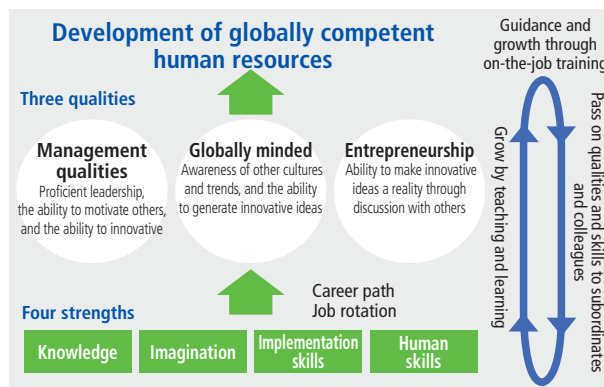 Development of globally competent
human resources
Three qualities
Management
qualities
Proficient leadership,
the ability to motivate others,
and the ability to innovative
Globally minded
Awareness of other cultures
and trends, and the ability
to generate innovative ideas
Entrepreneurship
Ability to make innovative
ideas a reality through
discussion with others
Career path
Job rotation
Four strengths
Knowledge
Imagination
Implementation
skills
Human
skills
Guidance and
growth through
on-the-job training
Grow by teaching and learning
Pass on qualities and skills to subordinates
and colleagues